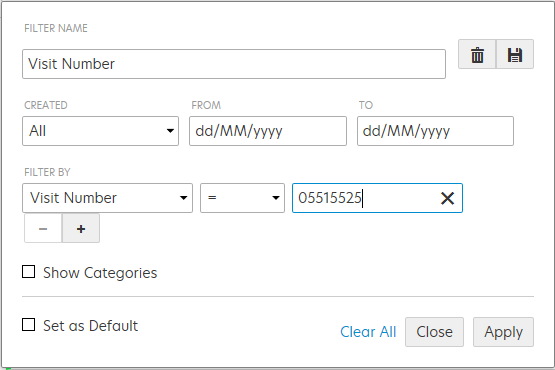 FILTER NAME
Visit Number
CREATED FROM TO
All dd/MM/yyyy dd/MM/yyyy
FILTER BY
Visit Number = 05515525
− +
Show Categories
Set as Default Clear All Close Apply